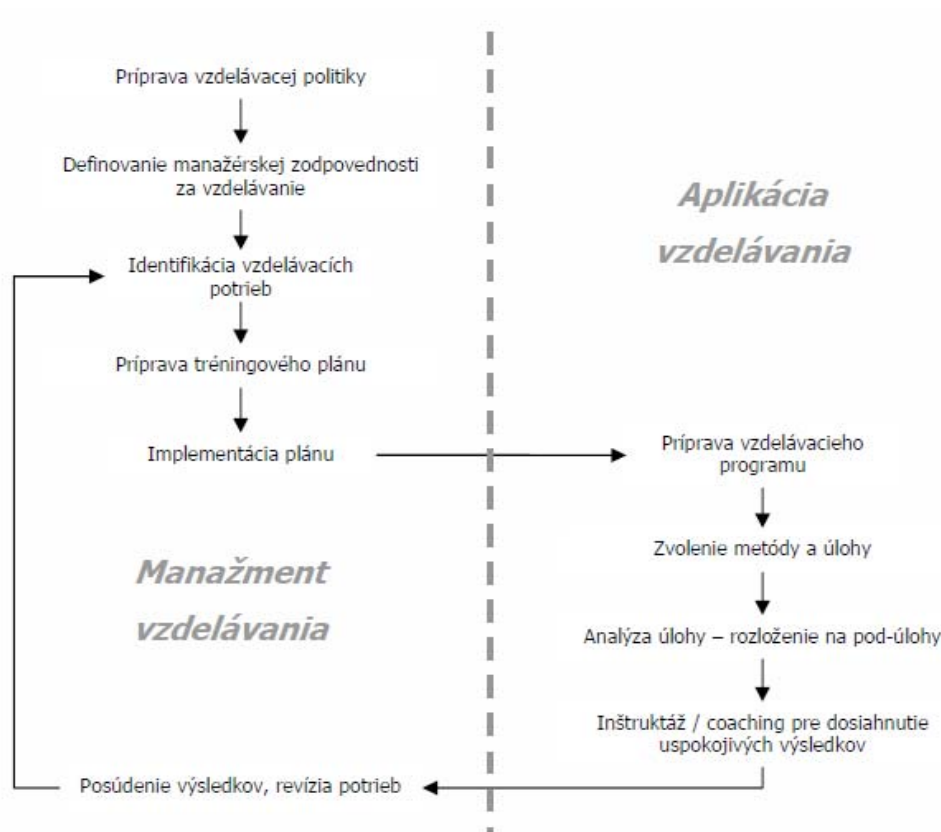 Príprava vzdelávacej politiky
Definovanie manažérskej zodpovednosti
za vzdelávanie
Identifikácia vzdelávacích
potrieb
Príprava tréningového plánu
Implementácia plánu
Manažment
vzdelávania
Posúdenie výsledkov, revízia potrieb
Aplikácia
vzdelávania
Príprava vzdelávacieho
programu
Zvolenie metódy a úlohy
Analýza úlohy – rozloženie na pod-úlohy
Inštruktáž / coaching pre dosiahnutie
uspokojivých výsledkov